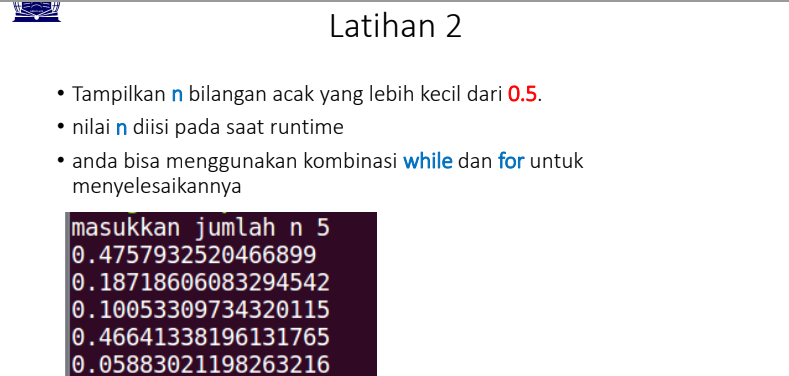 Latihan 2
• Tampilkan n bilangan acak yang lebih kecil dari 0.5.
• nilai n diisi pada saat runtime
• anda bisa menggunakan kombinasi while dan for untuk
menyelesaikannya
masukkan jumlah n 5
0.4757932520466899
0.18718606083294542
0.10053309734320115
0.46641338196131765
0.05883021198263216